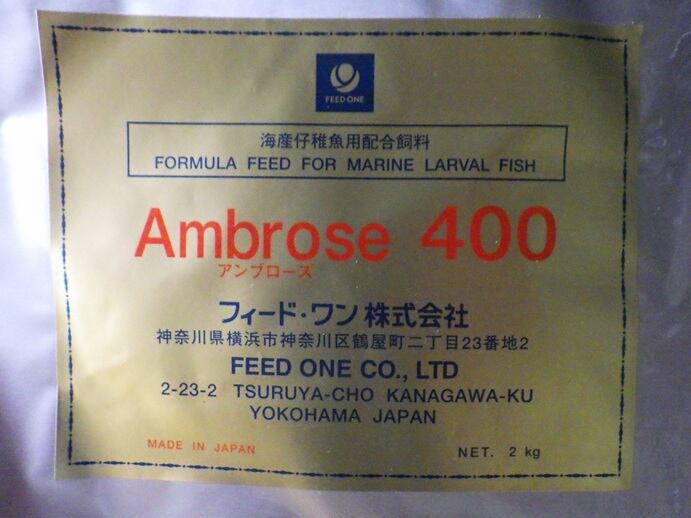 FEED ONE
海産仔稚魚用配合飼料
FORMULA FEED FOR MARINE LARVAL FISH
Ambrose 400
アンブローズ
フィード・ワン株式会社
神奈川県横浜市神奈川区鶴屋町二丁目23番地2
FEED ONE CO., LTD
2-23-2 TSURUYA-CHO KANAGAWA-KU
YOKOHAMA JAPAN
MADE IN JAPAN
NET. 2 kg